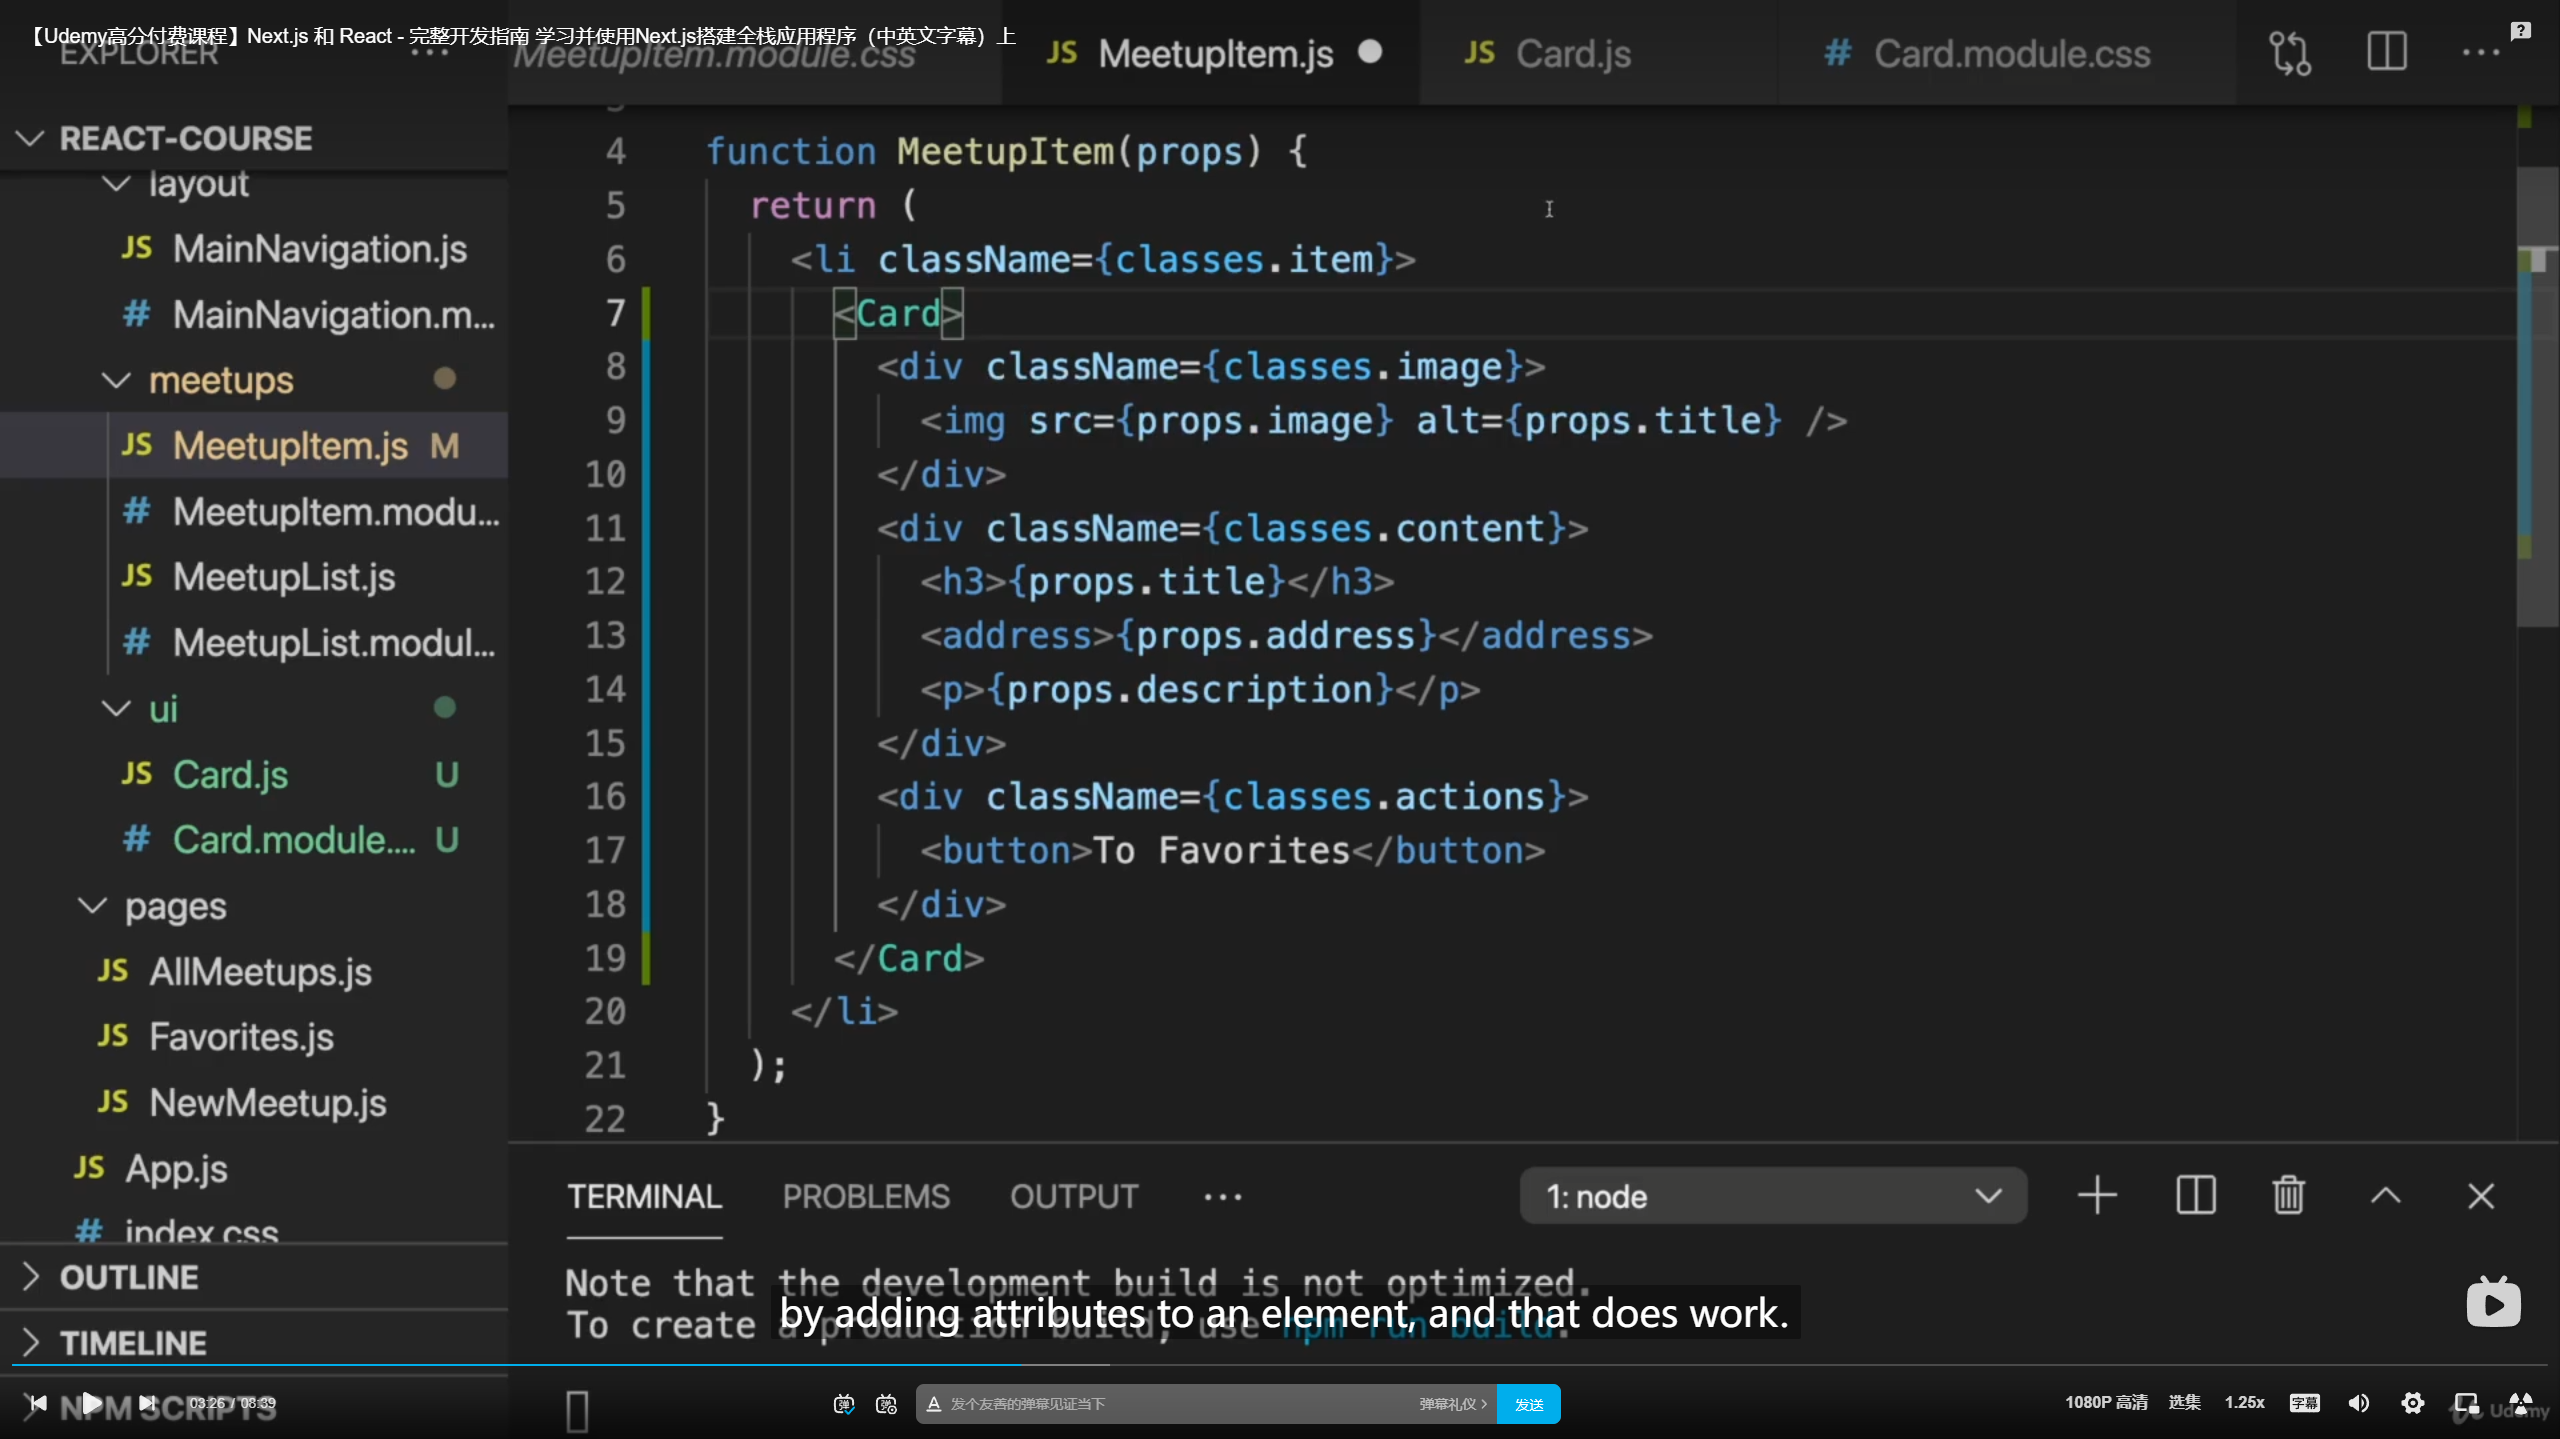 【Udemy高分付费课程】Next.js 和 React - 完整开发指南 学习并使用Next.js搭建全栈应用程序（中英文字幕）上
EXPLORER ...
MeetupItem.module.css
JS MeetupItem.js
JS Card.js
# Card.module.css
REACT-COURSE
layout
JS MainNavigation.js
# MainNavigation.m...
meetups
JS MeetupItem.js M
# MeetupItem.modu...
JS MeetupList.js
# MeetupList.modul...
ui
JS Card.js U
# Card.module.... U
pages
JS AllMeetups.js
JS Favorites.js
JS NewMeetup.js
JS App.js
# index.css
OUTLINE
TIMELINE
NPM SCRIPTS
3
4 function MeetupItem(props) {
5 return (
6 <li className={classes.item}>
7 <Card>
8 <div className={classes.image}>
9 <img src={props.image} alt={props.title} />
10 </div>
11 <div className={classes.content}>
12 <h3>{props.title}</h3>
13 <address>{props.address}</address>
14 <p>{props.description}</p>
15 </div>
16 <div className={classes.actions}>
17 <button>To Favorites</button>
18 </div>
19 </Card>
20 </li>
21 );
22 }
TERMINAL PROBLEMS OUTPUT ...
1: node
Note that the development build is not optimized.
To create a production build, use npm run build.
by adding attributes to an element, and that does work.
03:26 / 08:39
弹 弹
A 发个友善的弹幕见证当下
弹幕礼仪 >
发送
1080P 高清 选集 1.25x 字幕
Udemy